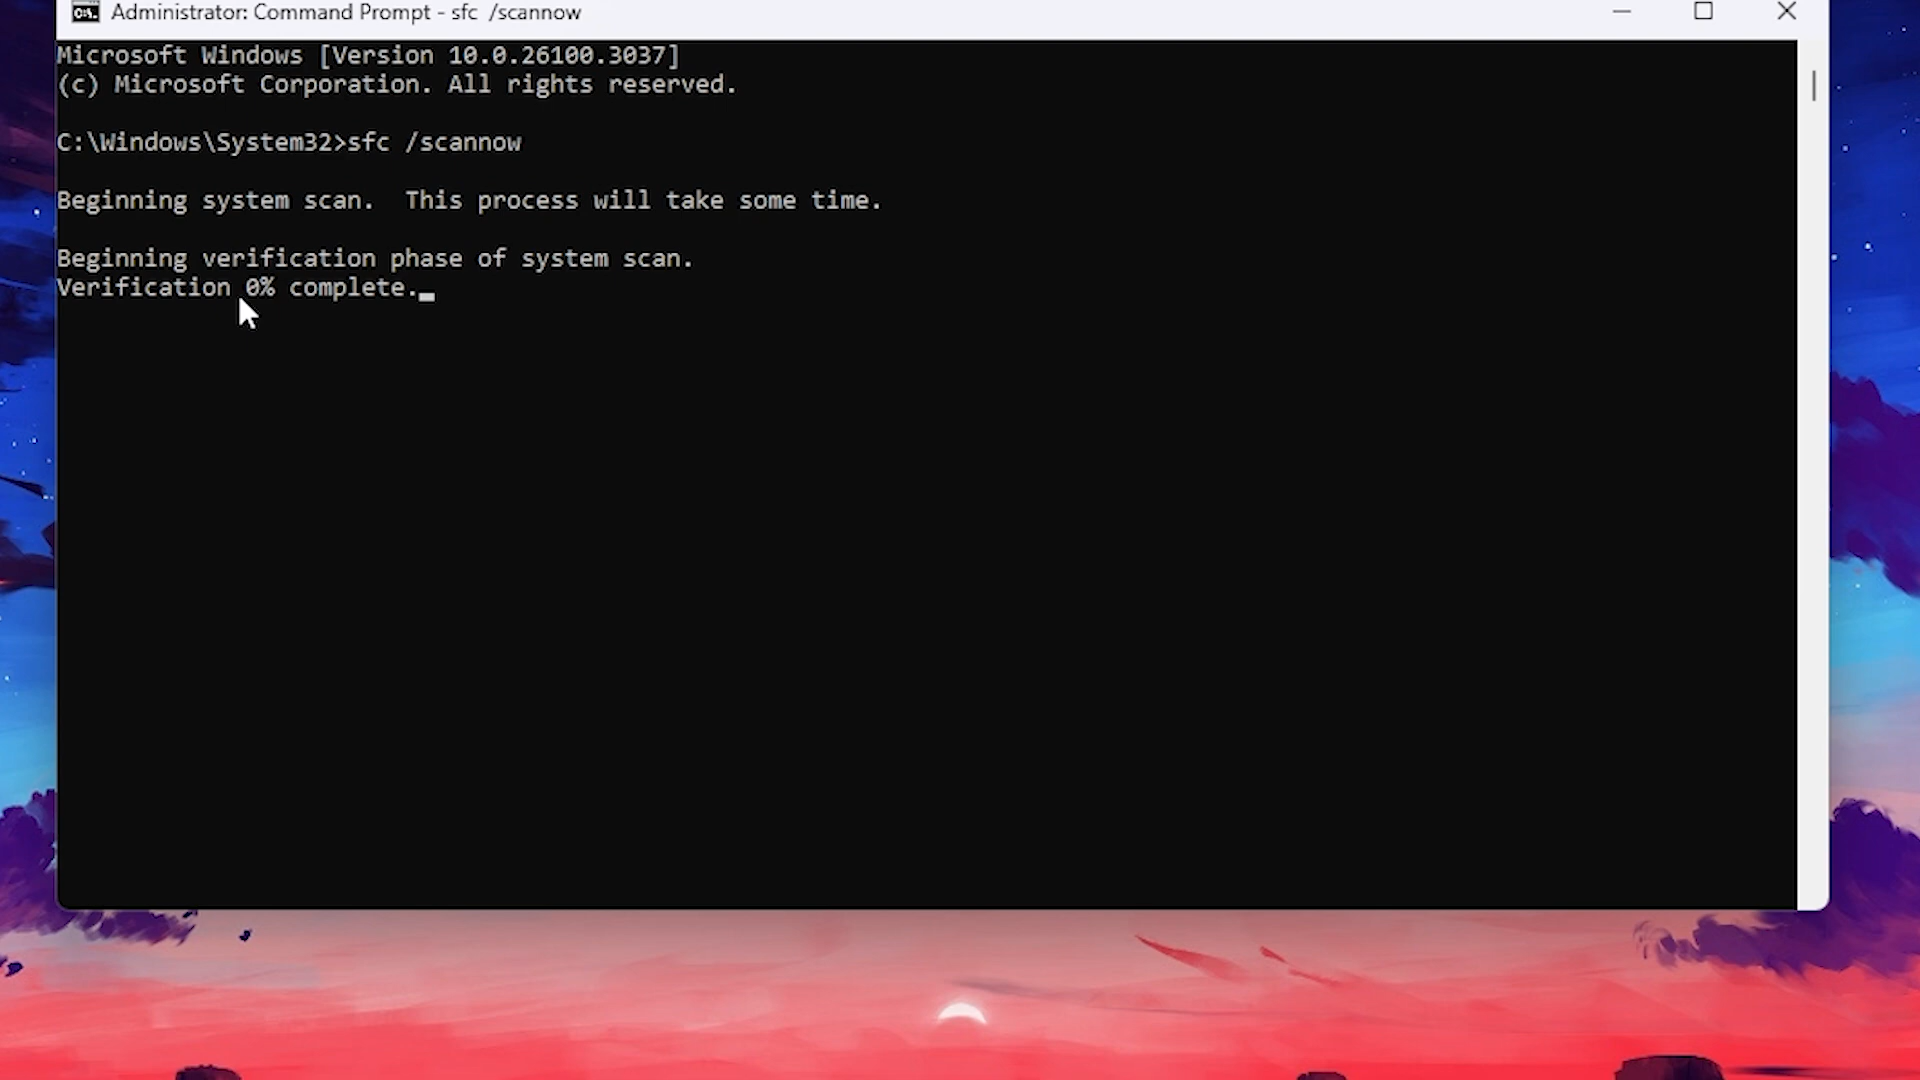 Administrator: Command Prompt - sfc  /scannow
Microsoft Windows [Version 10.0.26100.3037]
(c) Microsoft Corporation. All rights reserved.
C:\Windows\System32>sfc /scannow
Beginning system scan.  This process will take some time.
Beginning verification phase of system scan.
Verification 0% complete.